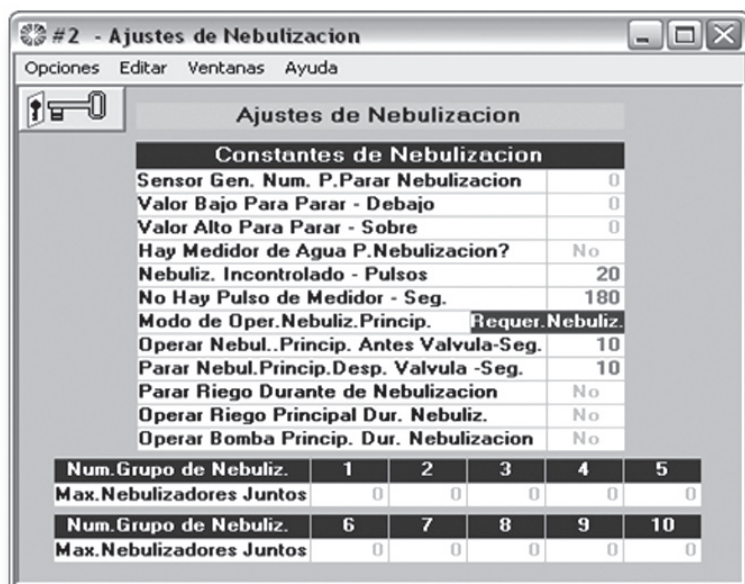 #2 - Ajustes de Nebulizacion
Opciones Editar Ventanas Ayuda
Ajustes de Nebulizacion
Constantes de Nebulizacion
Sensor Gen. Num. P.Parar Nebulizacion 0
Valor Bajo Para Parar - Debajo 0
Valor Alto Para Parar - Sobre 0
Hay Medidor de Agua P.Nebulizacion? No
Nebuliz. Incontrolado - Pulsos 20
No Hay Pulso de Medidor - Seg. 180
Modo de Oper.Nebuliz.Princip. Requer.Nebuliz.
Operar Nebul..Princip. Antes Valvula-Seg. 10
Parar Nebul.Princip.Desp. Valvula -Seg. 10
Parar Riego Durante de Nebulizacion No
Operar Riego Principal Dur. Nebuliz. No
Operar Bomba Princip. Dur. Nebulizacion No
Num.Grupo de Nebuliz. 1 2 3 4 5
Max.Nebulizadores Juntos 0 0 0 0 0
Num.Grupo de Nebuliz. 6 7 8 9 10
Max.Nebulizadores Juntos 0 0 0 0 0